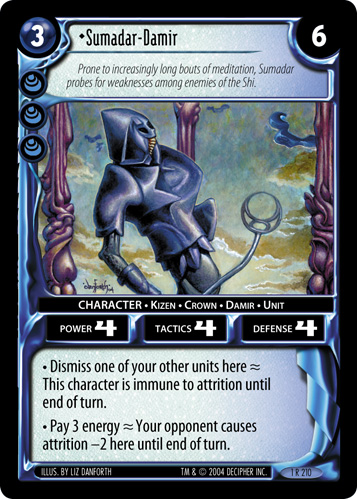 3 •Sumadar-Damir 6
Prone to increasingly long bouts of meditation, Sumadar
probes for weaknesses among enemies of the Shi.
danforth
CHARACTER • KIZEN • CROWN • DAMIR • UNIT
POWER 4 TACTICS 4 DEFENSE 4
• Dismiss one of your other units here ≈
This character is immune to attrition until
end of turn.
• Pay 3 energy ≈ Your opponent causes
attrition –2 here until end of turn.
ILLUS. BY LIZ DANFORTH TM & © 2004 DECIPHER INC. 1 R 210